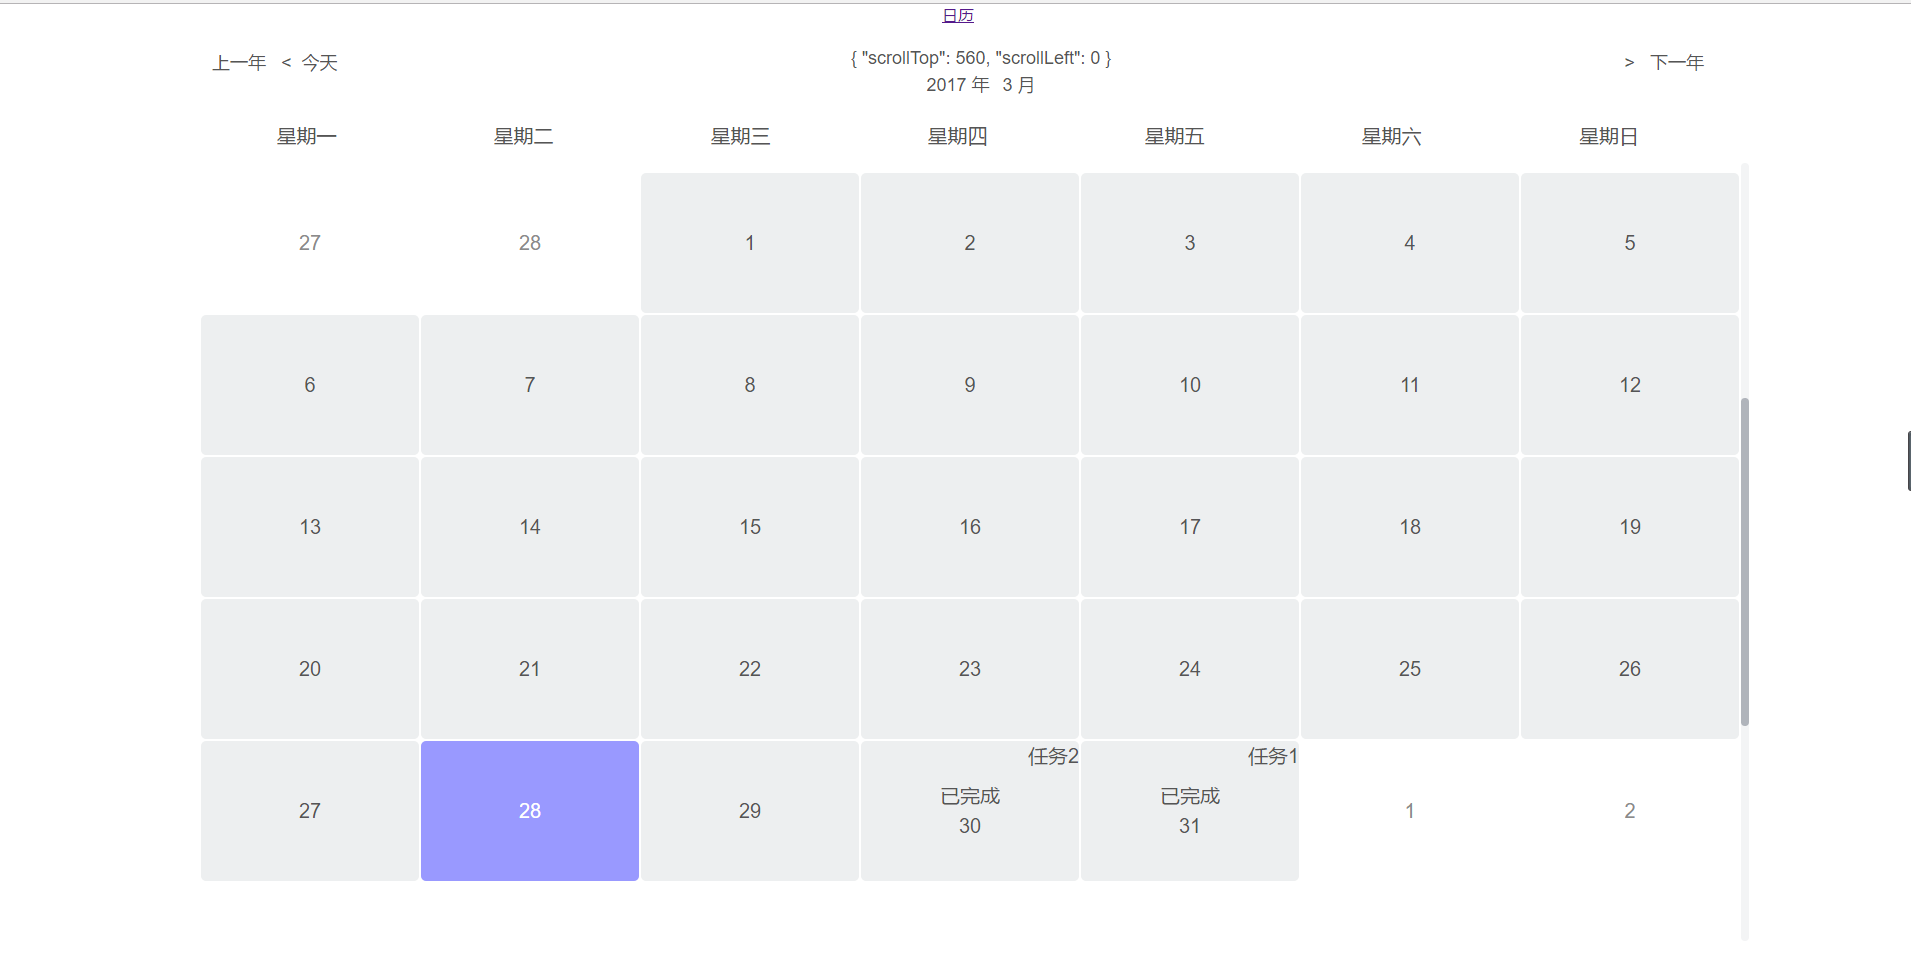 日历
上一年 < 今天
{ "scrollTop": 560, "scrollLeft": 0 }
> 下一年
2017 年 3 月
星期一 星期二 星期三 星期四 星期五 星期六 星期日
27 28 1 2 3 4 5
6 7 8 9 10 11 12
13 14 15 16 17 18 19
20 21 22 23 24 25 26
任务2 任务1
已完成 已完成
27 28 29 30 31 1 2